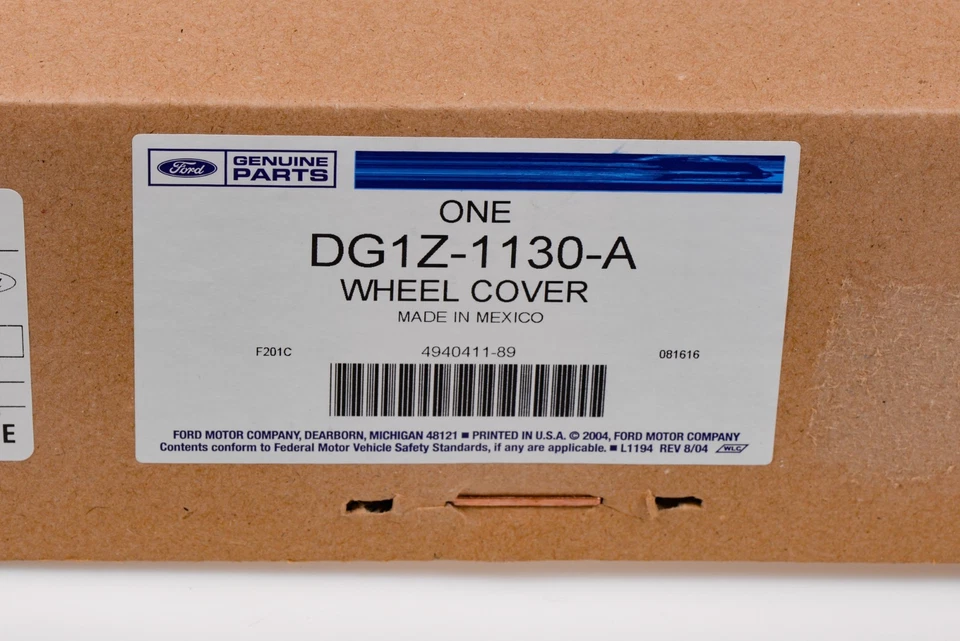 Ford GENUINE
PARTS
ONE
DG1Z-1130-A
WHEEL COVER
MADE IN MEXICO
F201C 4940411-89 081616
FORD MOTOR COMPANY, DEARBORN, MICHIGAN 48121 ■ PRINTED IN U.S.A. © 2004, FORD MOTOR COMPANY
Contents conform to Federal Motor Vehicle Safety Standards, if any are applicable. ■ L1194 REV 8/04 WLC
E